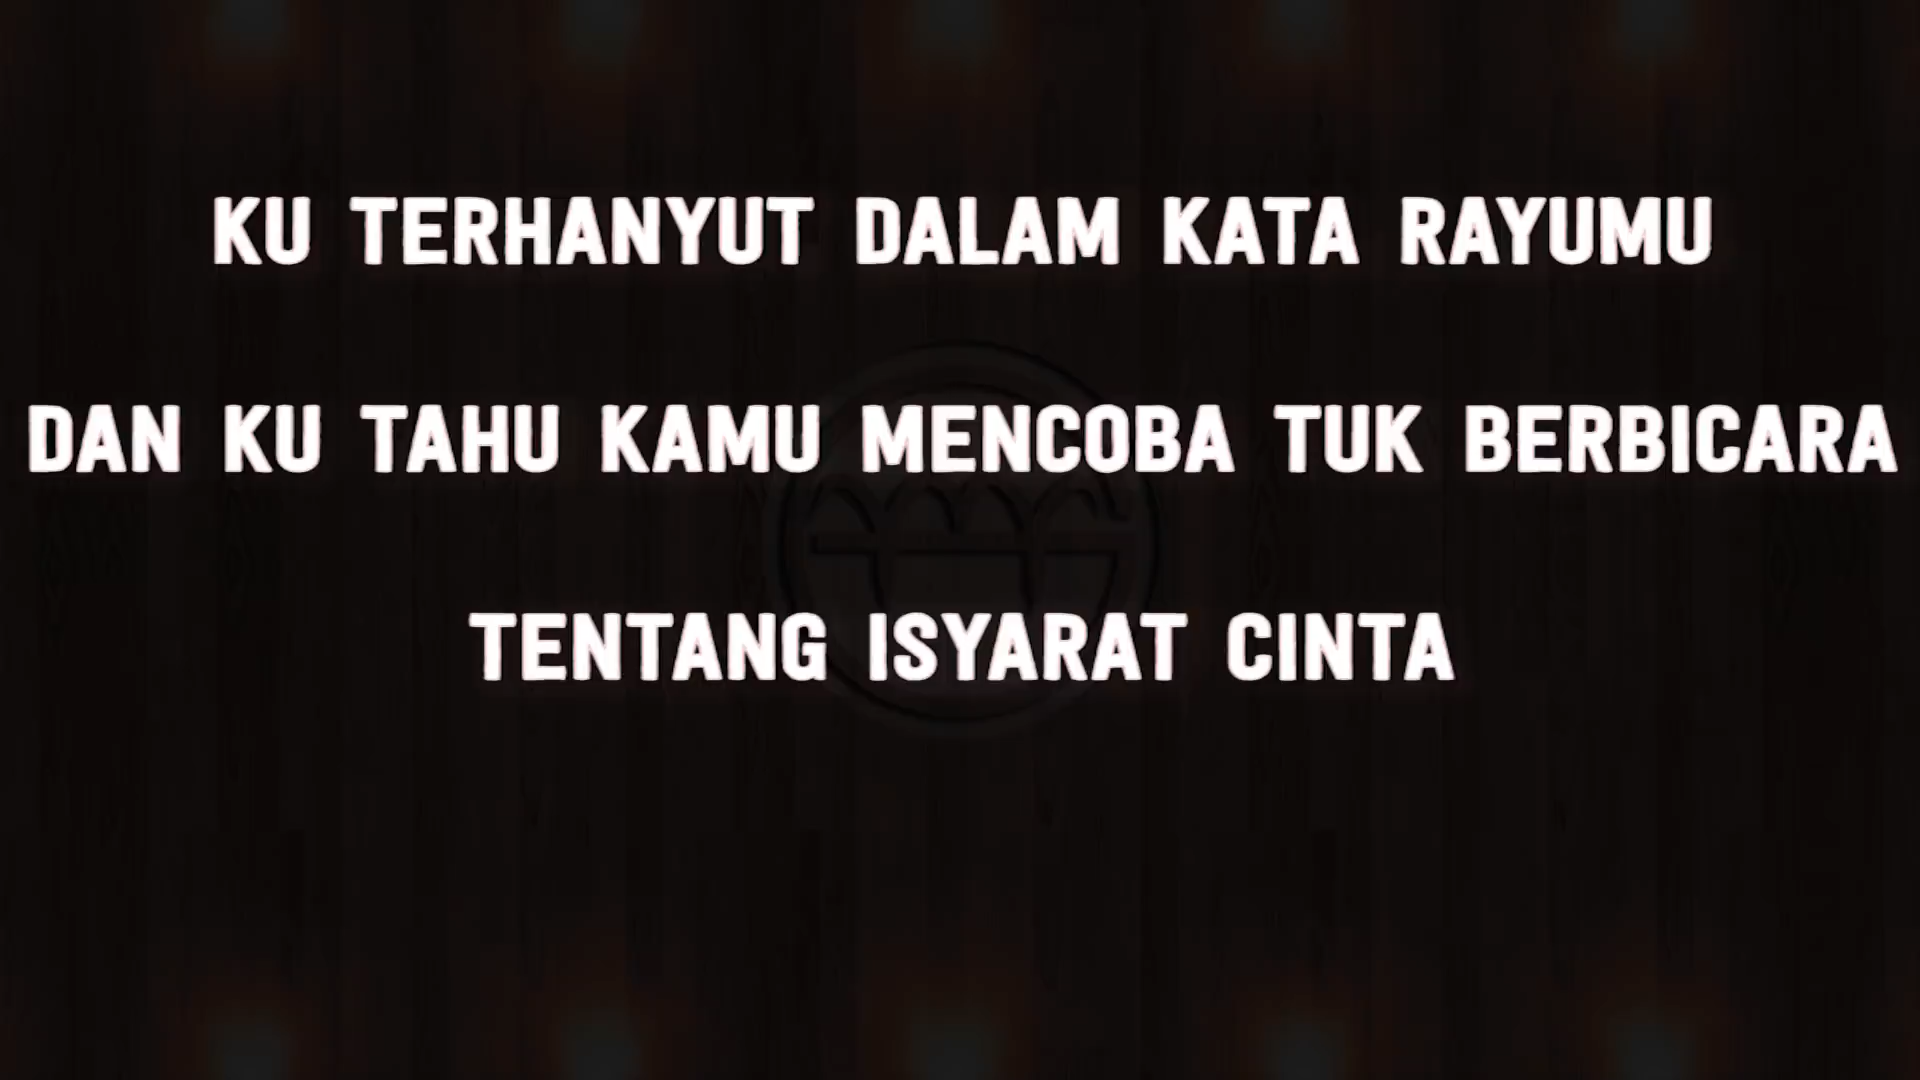 KU TERHANYUT DALAM KATA RAYUMU
DAN KU TAHU KAMU MENCOBA TUK BERBICARA
TENTANG ISYARAT CINTA